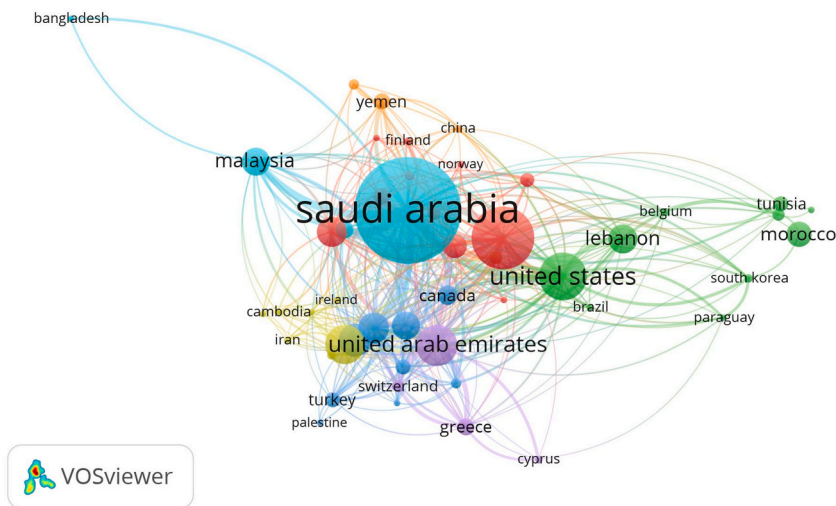 bangladesh
yemen
china
finland
malaysia
norway
saudi arabia
tunisia
belgium
morocco
lebanon
united states
south korea
canada
ireland
brazil
cambodia
paraguay
iran
united arab emirates
switzerland
turkey
palestine
greece
cyprus
VOSviewer